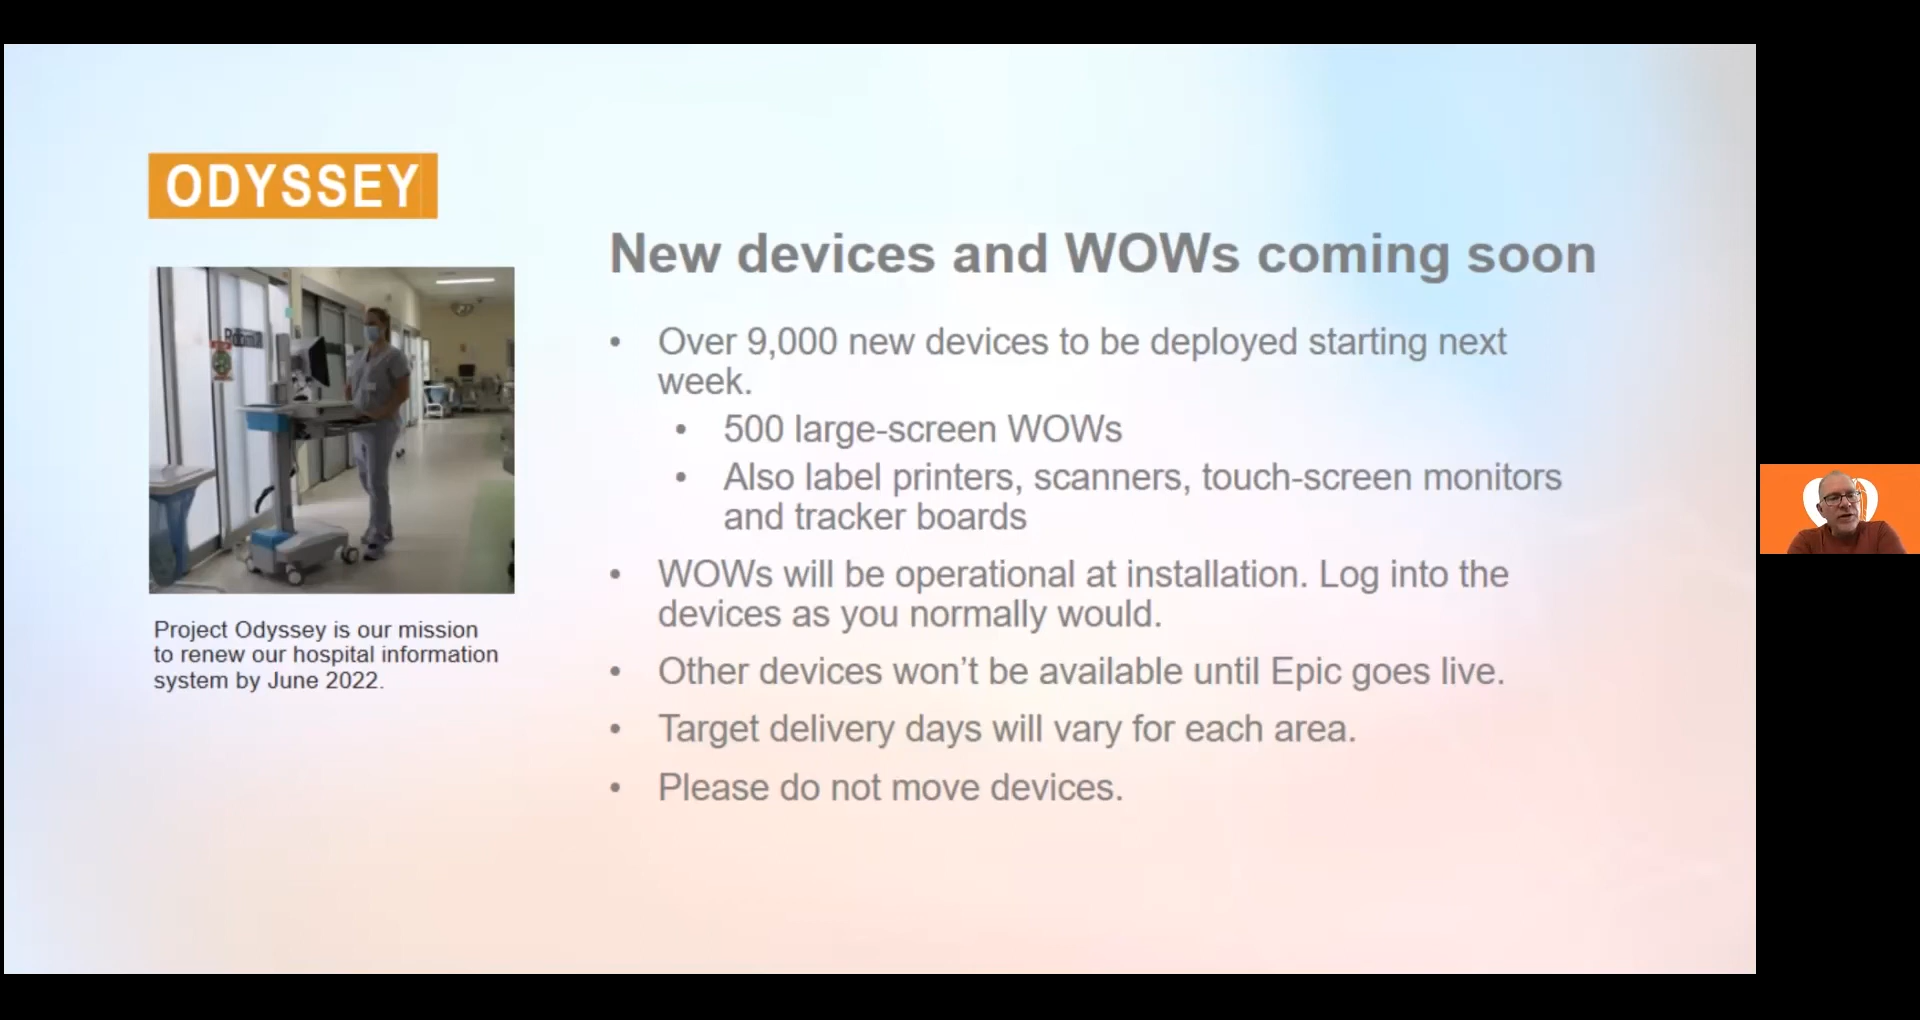 ODYSSEY
New devices and WOWs coming soon
• Over 9,000 new devices to be deployed starting next
week.
• 500 large-screen WOWs
• Also label printers, scanners, touch-screen monitors
and tracker boards
• WOWs will be operational at installation. Log into the
devices as you normally would.
• Other devices won’t be available until Epic goes live.
• Target delivery days will vary for each area.
• Please do not move devices.
Project Odyssey is our mission
to renew our hospital information
system by June 2022.